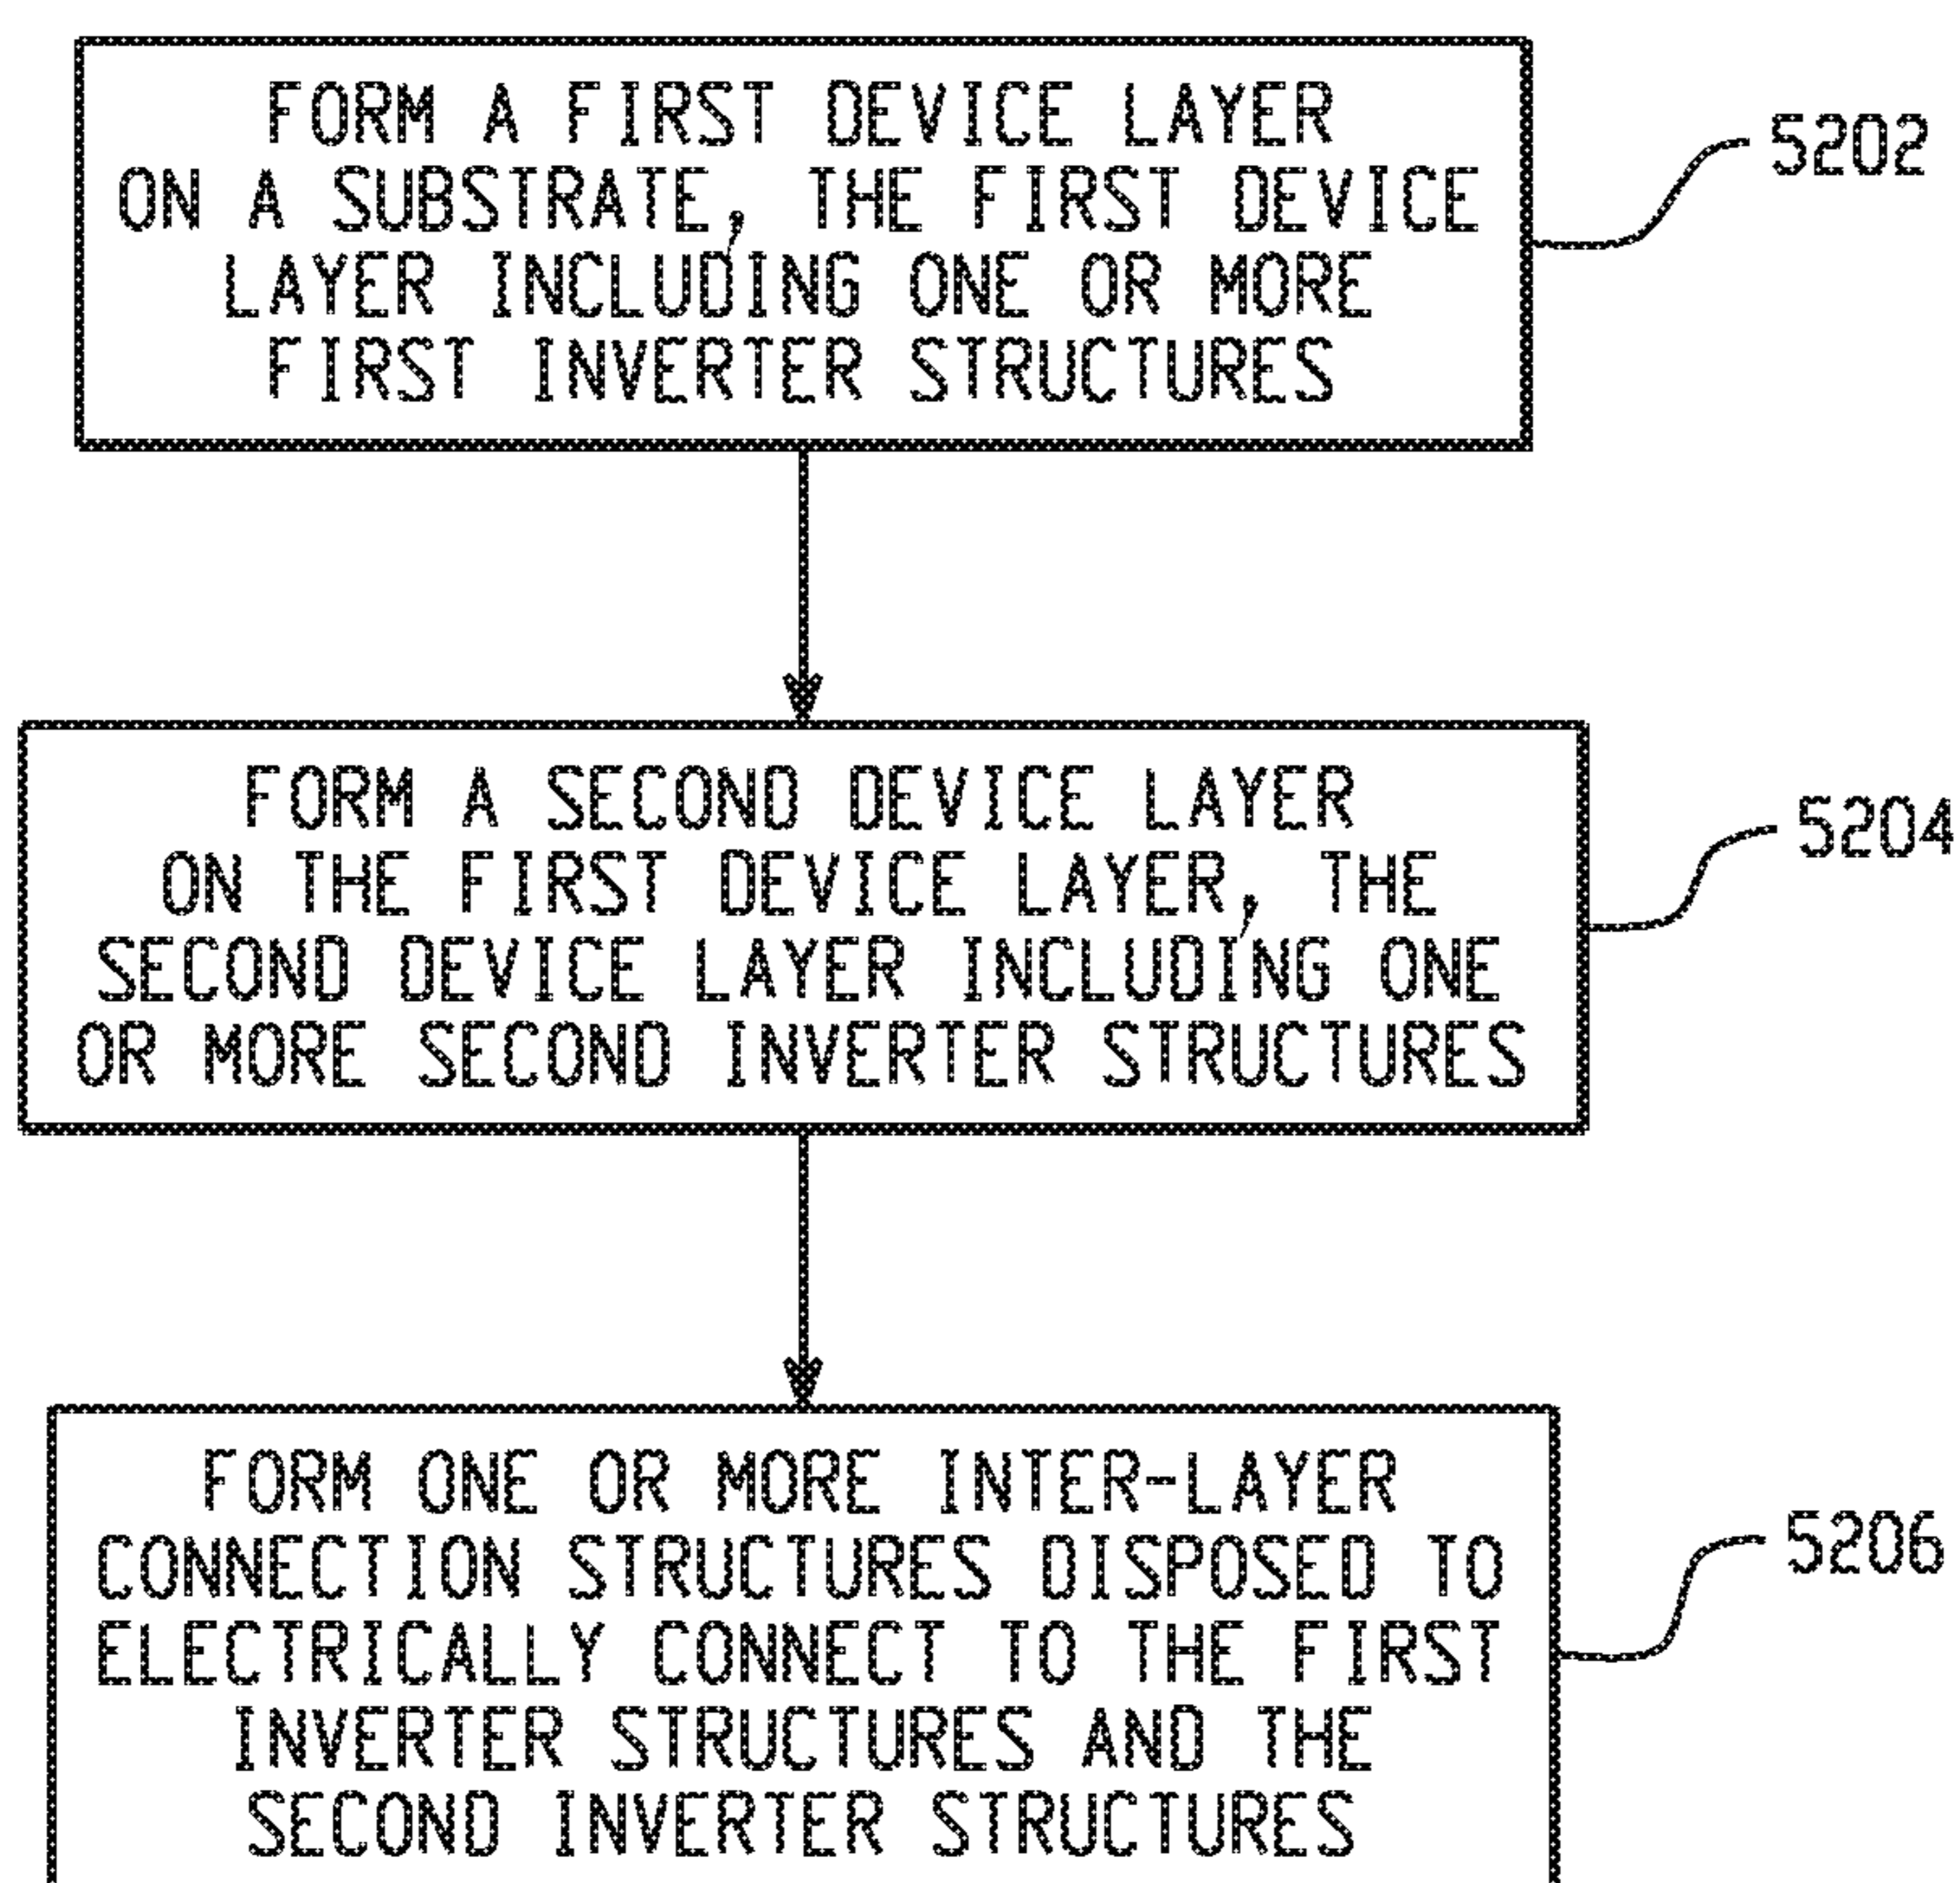 FORM A FIRST DEVICE LAYER
ON A SUBSTRATE, THE FIRST DEVICE
LAYER INCLUDING ONE OR MORE
FIRST INVERTER STRUCTURES
5202
FORM A SECOND DEVICE LAYER
ON THE FIRST DEVICE LAYER, THE
SECOND DEVICE LAYER INCLUDING ONE
OR MORE SECOND INVERTER STRUCTURES
5204
FORM ONE OR MORE INTER-LAYER
CONNECTION STRUCTURES DISPOSED TO
ELECTRICALLY CONNECT TO THE FIRST
INVERTER STRUCTURES AND THE
SECOND INVERTER STRUCTURES
5206